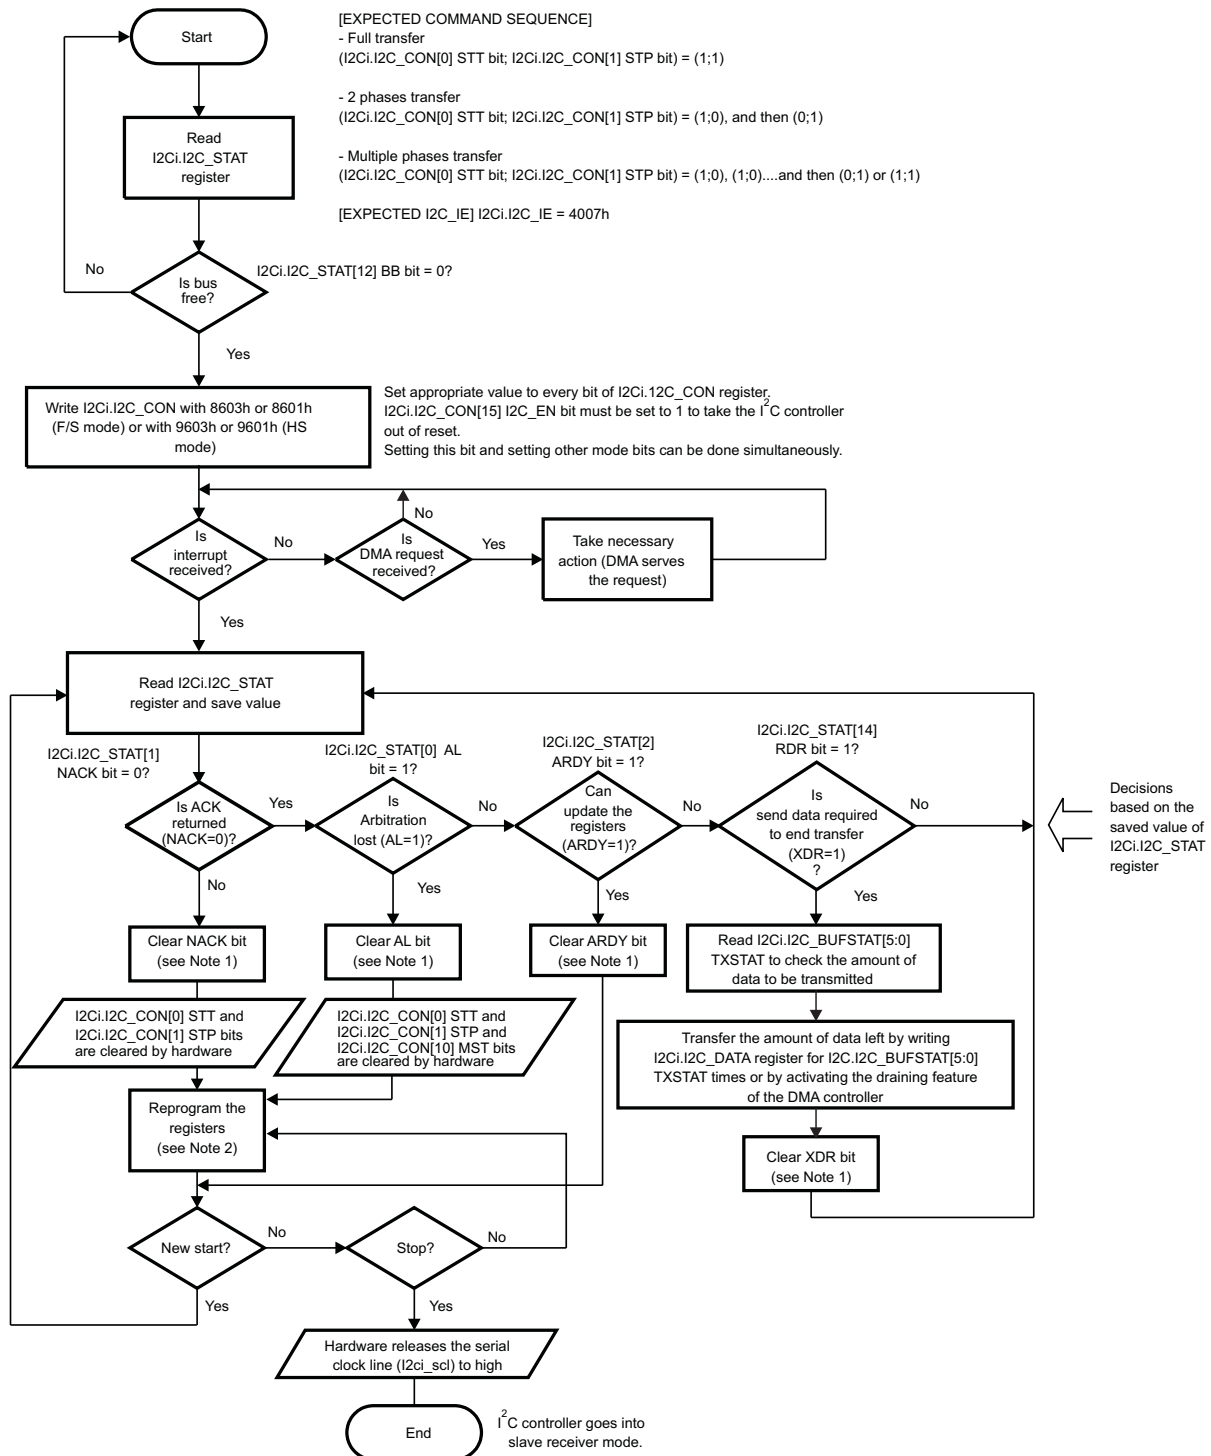 Start
[EXPECTED COMMAND SEQUENCE]
- Full transfer
(I2Ci.I2C_CON[0] STT bit; I2Ci.I2C_CON[1] STP bit) = (1;1)
- 2 phases transfer
(I2Ci.I2C_CON[0] STT bit; I2Ci.I2C_CON[1] STP bit) = (1;0), and then (0;1)
- Multiple phases transfer
(I2Ci.I2C_CON[0] STT bit; I2Ci.I2C_CON[1] STP bit) = (1;0), (1;0)....and then (0;1) or (1;1)
[EXPECTED I2C_IE] I2Ci.I2C_IE = 4007h
Read
I2Ci.I2C_STAT
register
No
Is bus
free?
I2Ci.I2C_STAT[12] BB bit = 0?
Yes
Write I2Ci.I2C_CON with 8603h or 8601h
(F/S mode) or with 9603h or 9601h (HS
mode)
Set appropriate value to every bit of I2Ci.12C_CON register.
I2Ci.I2C_CON[15] I2C_EN bit must be set to 1 to take the I2C controller
out of reset.
Setting this bit and setting other mode bits can be done simultaneously.
Is
interrupt
received?
No
Is
DMA request
received?
No
Yes
Take necessary
action (DMA serves
the request)
Yes
Read I2Ci.I2C_STAT
register and save value
I2Ci.I2C_STAT[1]
NACK bit = 0?
I2Ci.I2C_STAT[0] AL
bit = 1?
I2Ci.I2C_STAT[2]
ARDY bit = 1?
I2Ci.I2C_STAT[14]
RDR bit = 1?
Is ACK
returned
(NACK=0)?
Yes
Is
Arbitration
lost (AL=1)?
No
Can
update the
registers
(ARDY=1)?
No
Is
send data required
to end transfer
(XDR=1)
?
No
Decisions
based on the
saved value of
I2Ci.I2C_STAT
register
No
Yes
Yes
Yes
Clear NACK bit
(see Note 1)
Clear AL bit
(see Note 1)
Clear ARDY bit
(see Note 1)
Read I2Ci.I2C_BUFSTAT[5:0]
TXSTAT to check the amount of
data to be transmitted
I2Ci.I2C_CON[0] STT and
I2Ci.I2C_CON[1] STP bits
are cleared by hardware
I2Ci.I2C_CON[0] STT and
I2Ci.I2C_CON[1] STP and
I2Ci.I2C_CON[10] MST bits
are cleared by hardware
Transfer the amount of data left by writing
I2Ci.I2C_DATA register for I2C.I2C_BUFSTAT[5:0]
TXSTAT times or by activating the draining feature
of the DMA controller
Reprogram the
registers
(see Note 2)
Clear XDR bit
(see Note 1)
New start?
No
Stop?
No
Yes
Yes
Hardware releases the serial
clock line (I2ci_scl) to high
End
I2C controller goes into
slave receiver mode.